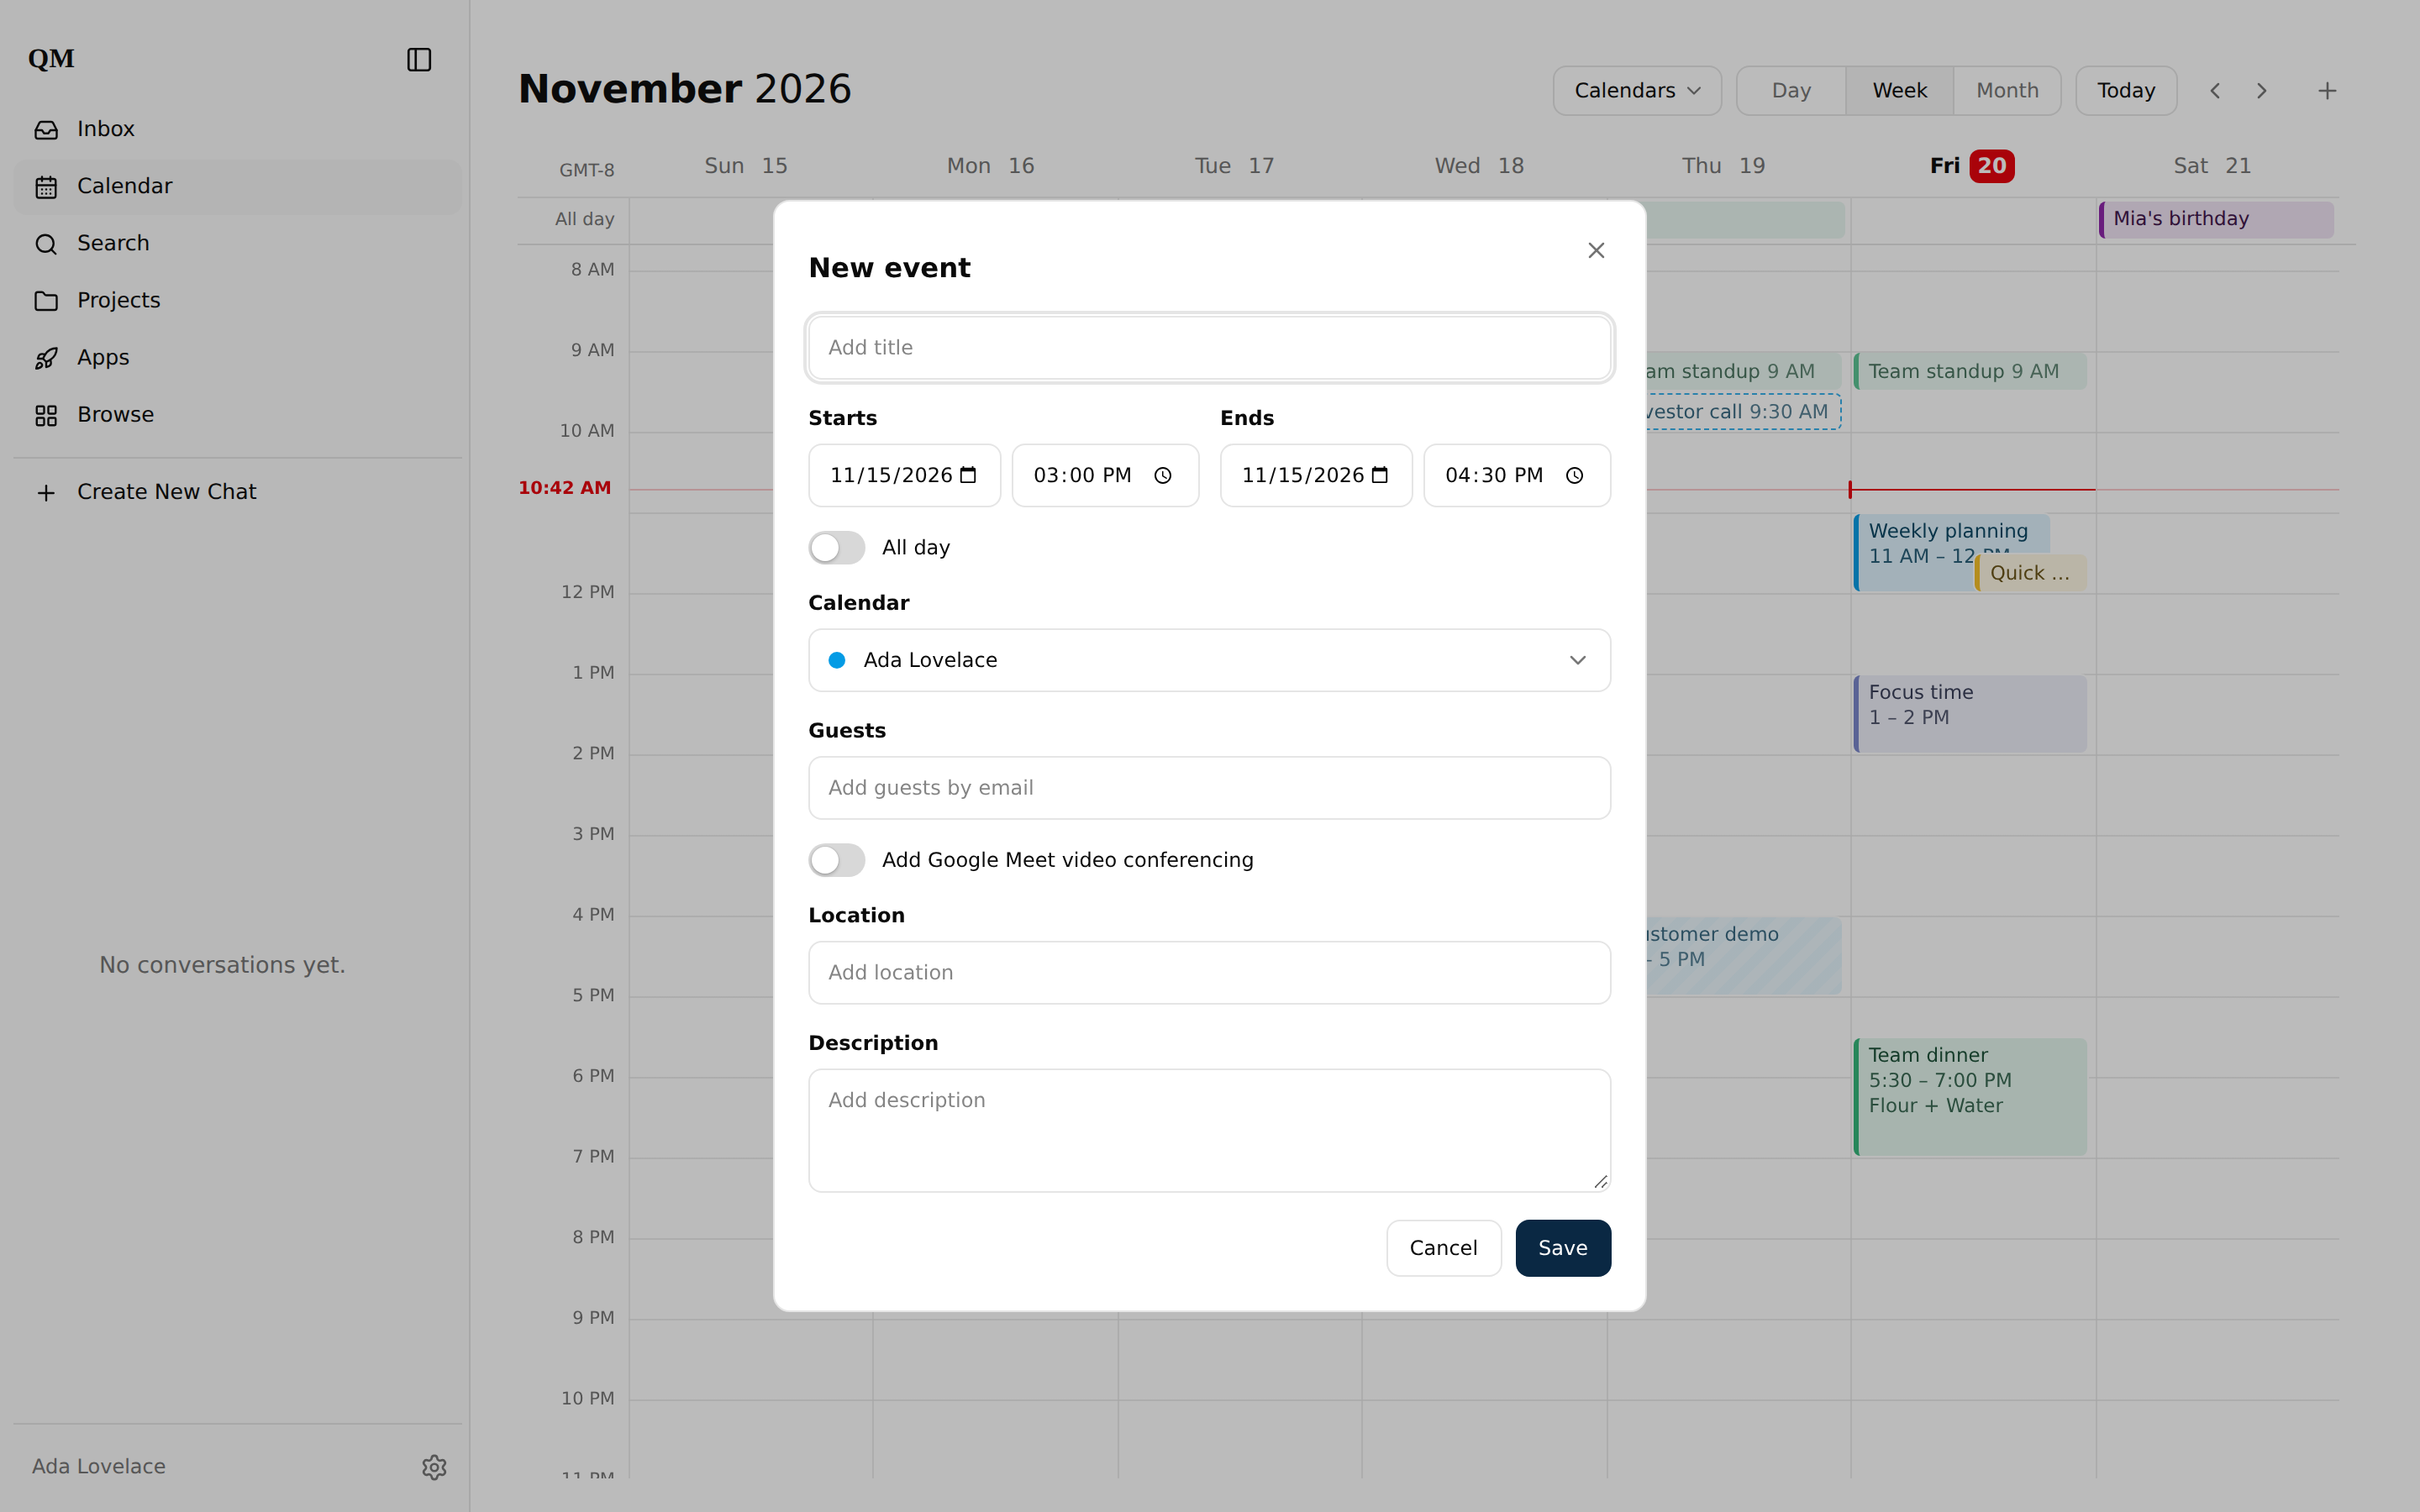 QM
Inbox
Calendar
Search
Projects
Apps
Browse
Create New Chat
No conversations yet.
Ada Lovelace
November 2026
Calendars
Day
Week
Month
Today
GMT-8
Sun 15
Mon 16
Tue 17
Wed 18
Thu 19
Fri 20
Sat 21
All day
Mia's birthday
8 AM
9 AM
10 AM
10:42 AM
12 PM
1 PM
2 PM
3 PM
4 PM
5 PM
6 PM
7 PM
8 PM
9 PM
10 PM
11 PM
am standup 9 AM
vestor call 9:30 AM
ustomer demo
– 5 PM
Team standup 9 AM
Weekly planning
11 AM – 12 PM
Quick ...
Focus time
1 – 2 PM
Team dinner
5:30 – 7:00 PM
Flour + Water
New event
Add title
Starts
Ends
11/15/2026
03:00 PM
11/15/2026
04:30 PM
All day
Calendar
Ada Lovelace
Guests
Add guests by email
Add Google Meet video conferencing
Location
Add location
Description
Add description
Cancel
Save